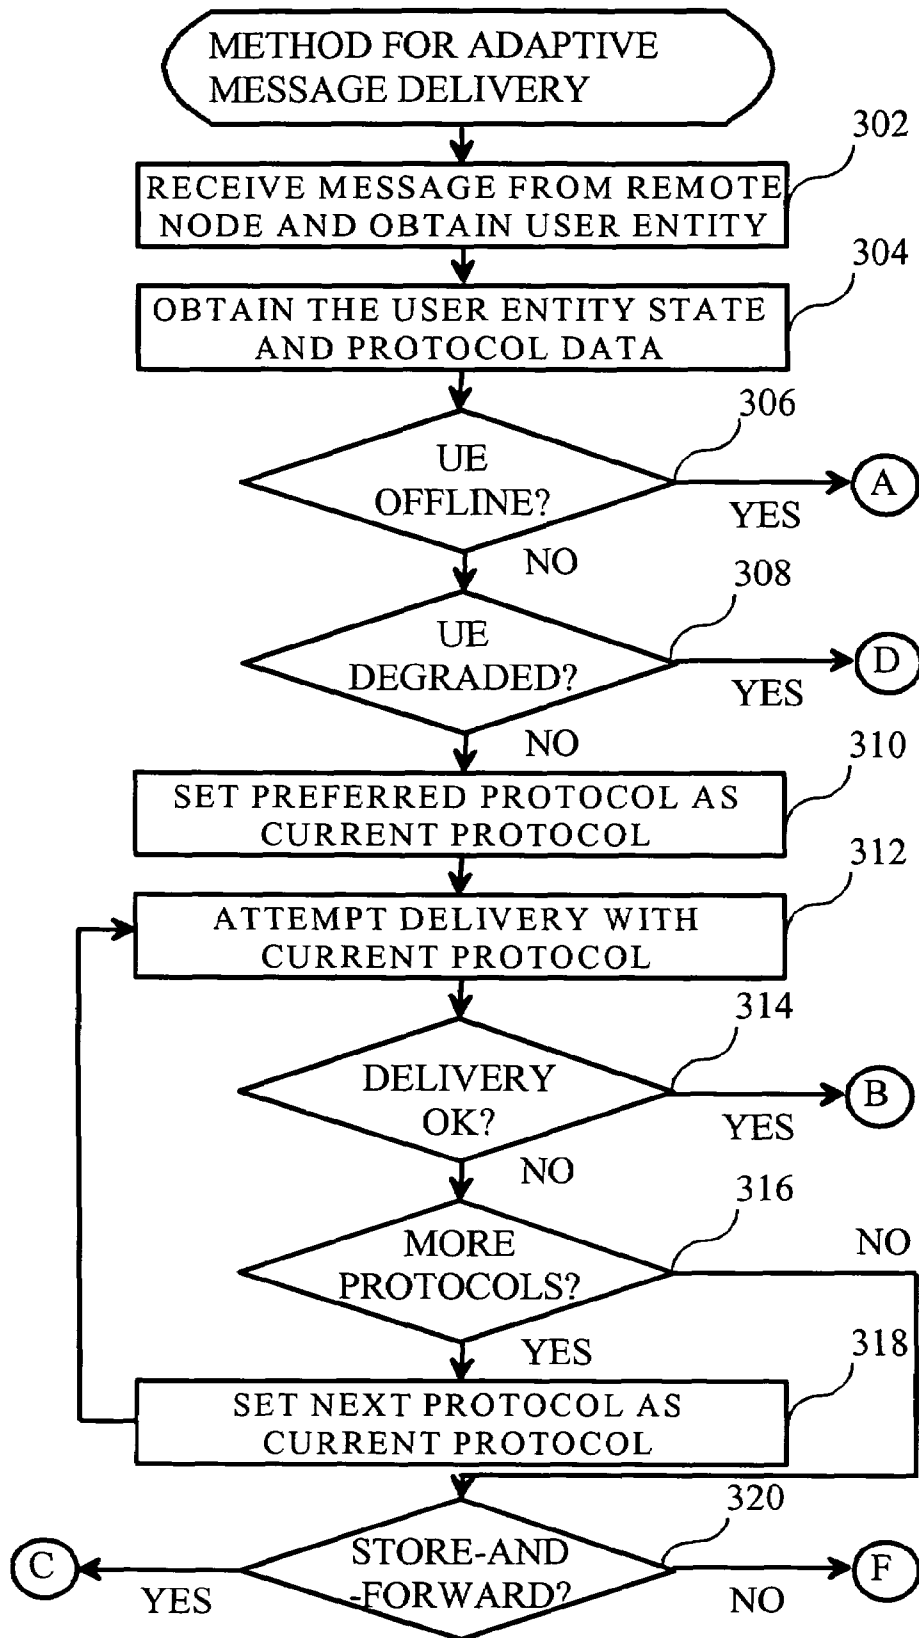 METHOD FOR ADAPTIVE
MESSAGE DELIVERY
302
RECEIVE MESSAGE FROM REMOTE
NODE AND OBTAIN USER ENTITY
304
OBTAIN THE USER ENTITY STATE
AND PROTOCOL DATA
306
UE
OFFLINE?
A
YES
NO
308
UE
DEGRADED?
D
YES
NO
310
SET PREFERRED PROTOCOL AS
CURRENT PROTOCOL
312
ATTEMPT DELIVERY WITH
CURRENT PROTOCOL
314
DELIVERY
OK?
B
YES
NO
316
MORE
PROTOCOLS?
NO
YES
318
SET NEXT PROTOCOL AS
CURRENT PROTOCOL
320
STORE-AND
-FORWARD?
C
YES
NO
F